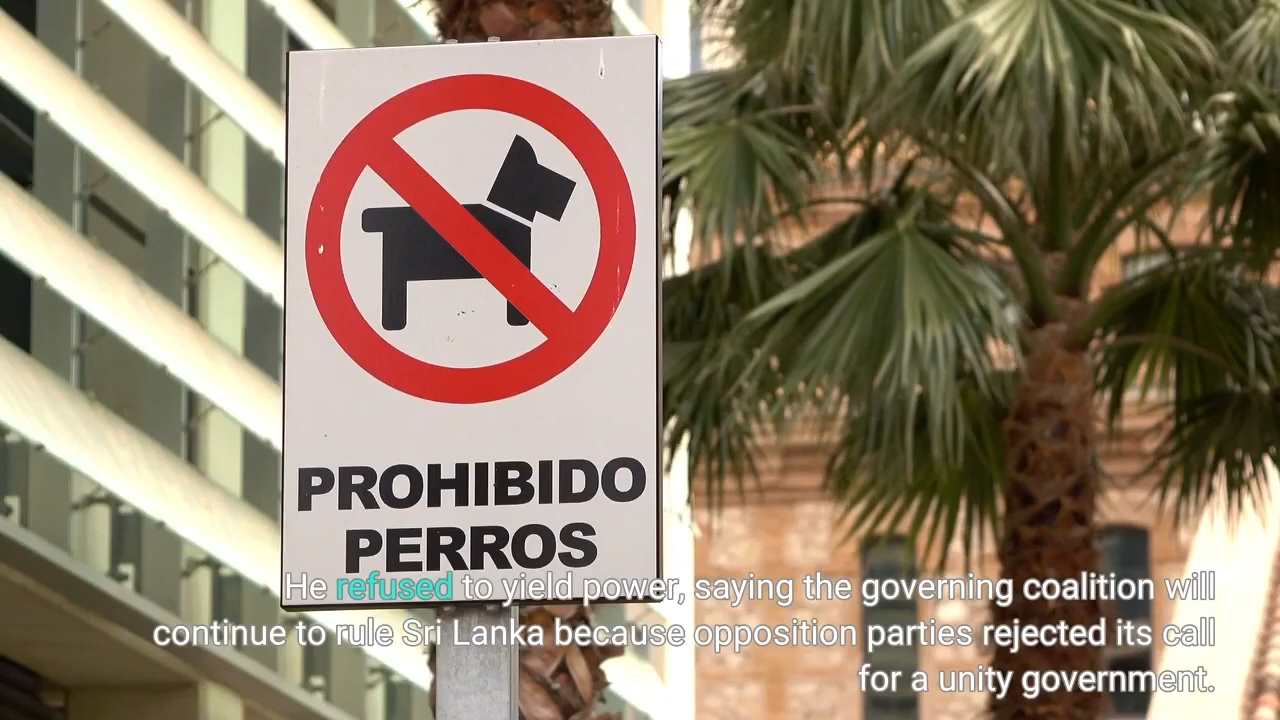 PROHIBIDO
PERROS
He refused to yield power, saying the governing coalition will
continue to rule Sri Lanka because opposition parties rejected its call
for a unity government.